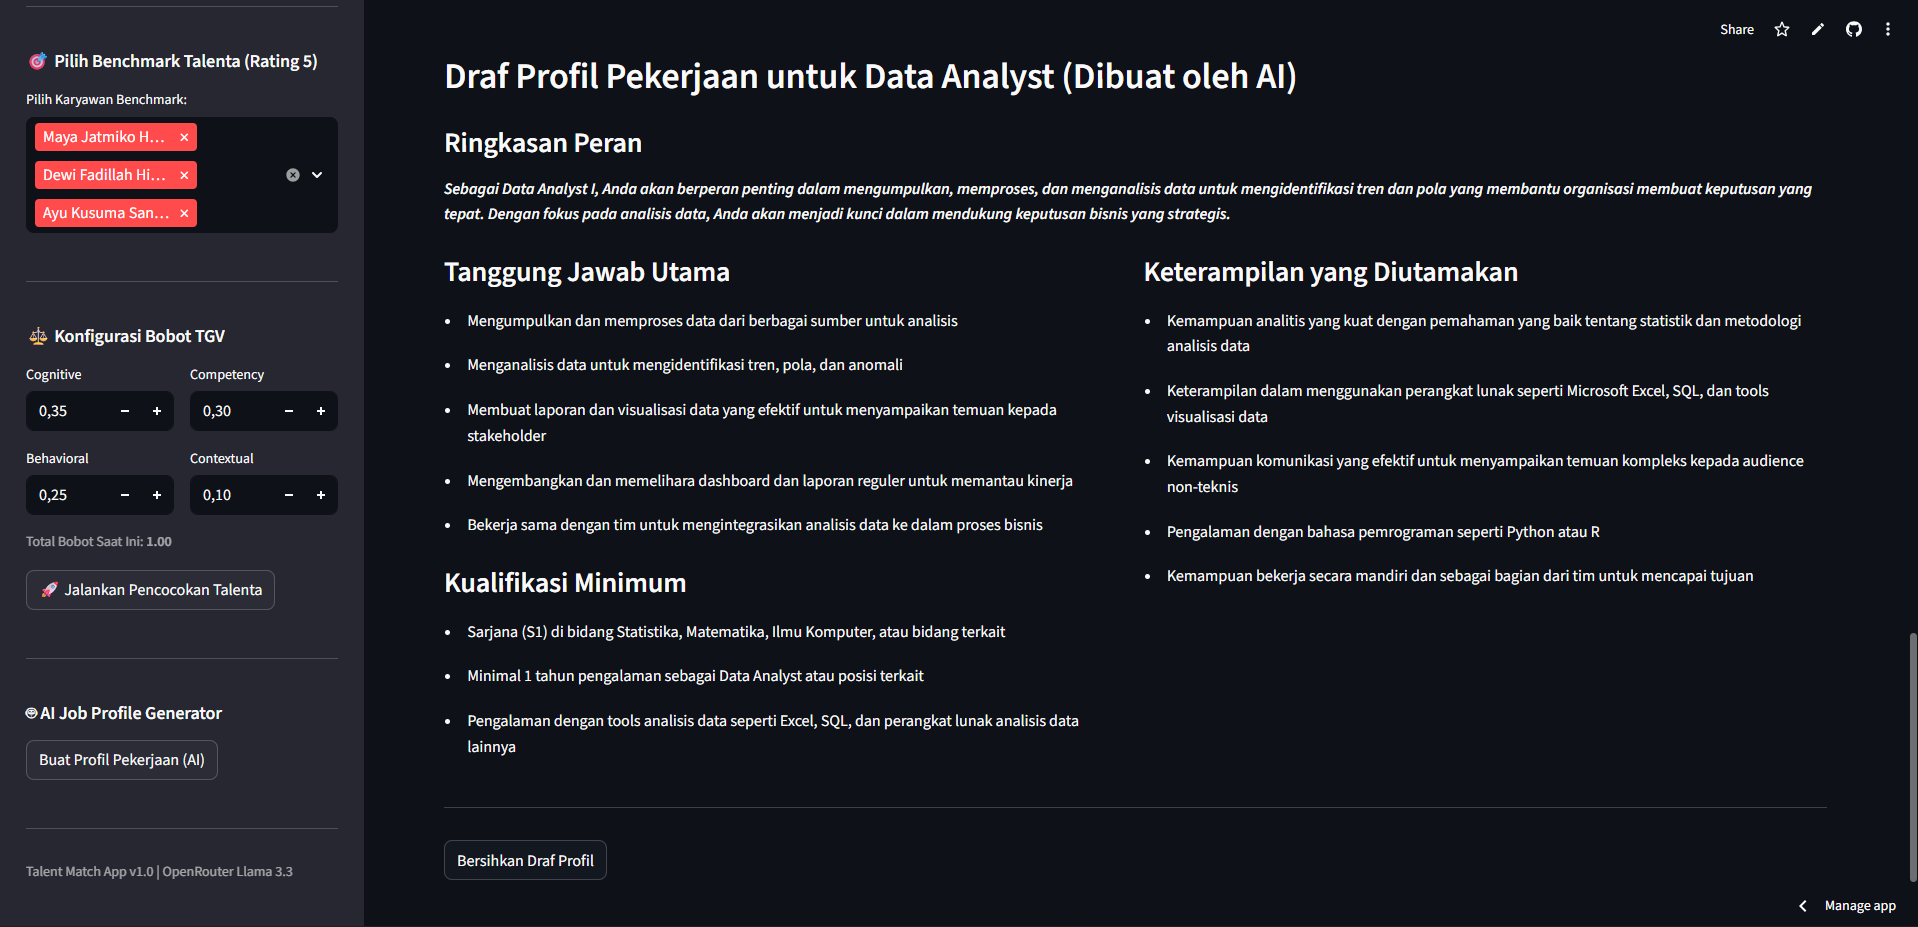 🎯 Pilih Benchmark Talenta (Rating 5)
Pilih Karyawan Benchmark:
Maya Jatmiko H...
Dewi Fadillah Hi...
Ayu Kusuma San...
Konfigurasi Bobot TGV
Cognitive
Competency
0,35
0,30
Behavioral
Contextual
0,25
0,10
Total Bobot Saat Ini: 1.00
Jalankan Pencocokan Talenta
AI Job Profile Generator
Buat Profil Pekerjaan (AI)
Talent Match App v1.0 | OpenRouter Llama 3.3
Share
Draf Profil Pekerjaan untuk Data Analyst (Dibuat oleh AI)
Ringkasan Peran
Sebagai Data Analyst I, Anda akan berperan penting dalam mengumpulkan, memproses, dan menganalisis data untuk mengidentifikasi tren dan pola yang membantu organisasi membuat keputusan yang
tepat. Dengan fokus pada analisis data, Anda akan menjadi kunci dalam mendukung keputusan bisnis yang strategis.
Tanggung Jawab Utama
• Mengumpulkan dan memproses data dari berbagai sumber untuk analisis
• Menganalisis data untuk mengidentifikasi tren, pola, dan anomali
• Membuat laporan dan visualisasi data yang efektif untuk menyampaikan temuan kepada
stakeholder
• Mengembangkan dan memelihara dashboard dan laporan reguler untuk memantau kinerja
• Bekerja sama dengan tim untuk mengintegrasikan analisis data ke dalam proses bisnis
Kualifikasi Minimum
• Sarjana (S1) di bidang Statistika, Matematika, Ilmu Komputer, atau bidang terkait
• Minimal 1 tahun pengalaman sebagai Data Analyst atau posisi terkait
• Pengalaman dengan tools analisis data seperti Excel, SQL, dan perangkat lunak analisis data
lainnya
Keterampilan yang Diutamakan
• Kemampuan analitis yang kuat dengan pemahaman yang baik tentang statistik dan metodologi
analisis data
• Keterampilan dalam menggunakan perangkat lunak seperti Microsoft Excel, SQL, dan tools
visualisasi data
• Kemampuan komunikasi yang efektif untuk menyampaikan temuan kompleks kepada audience
non-teknis
• Pengalaman dengan bahasa pemrograman seperti Python atau R
• Kemampuan bekerja secara mandiri dan sebagai bagian dari tim untuk mencapai tujuan
Bersihkan Draf Profil
Manage app